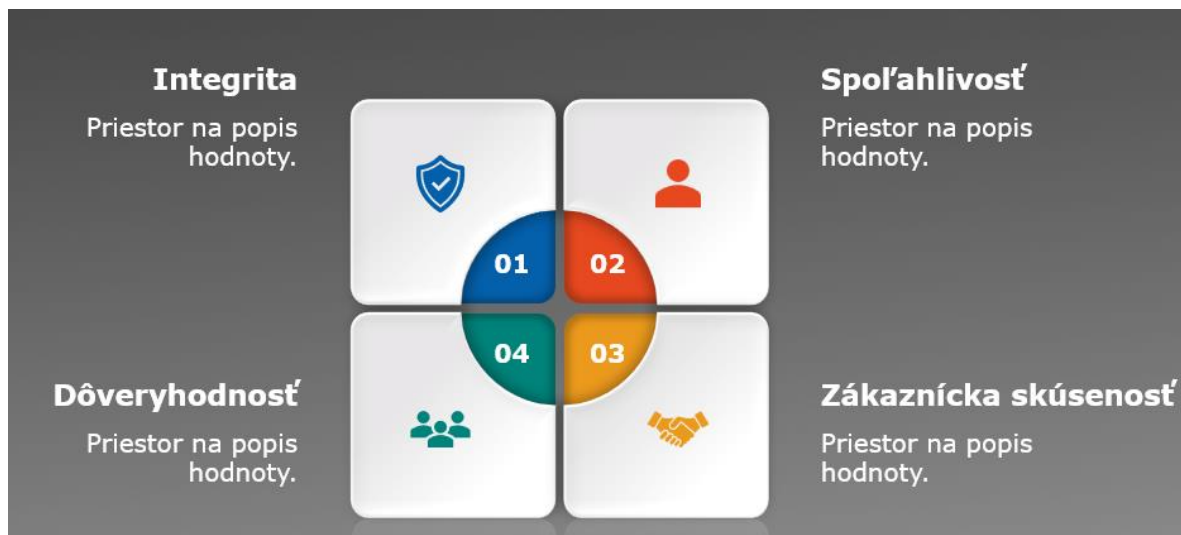 Integrita
Priestor na popis
hodnoty.
Spoľahlivosť
Priestor na popis
hodnoty.
01
02
04
03
Dôveryhodnosť
Priestor na popis
hodnoty.
Zákaznícka skúsenosť
Priestor na popis
hodnoty.